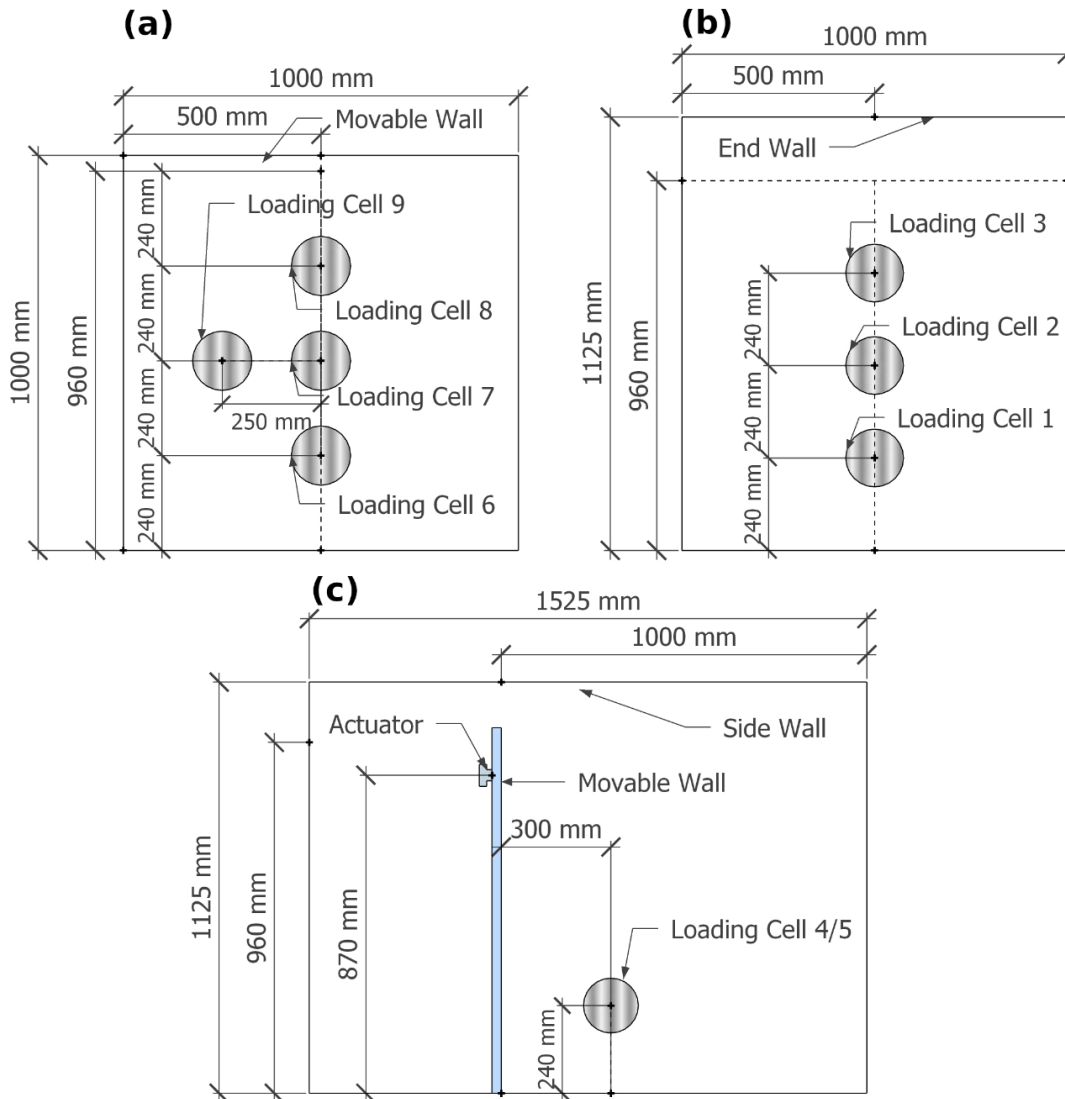 (a)
1000 mm
500 mm
Movable Wall
Loading Cell 9
240 mm
Loading Cell 8
240 mm
1000 mm
960 mm
Loading Cell 7
250 mm
240 mm
Loading Cell 6
240 mm
(b)
1000 mm
500 mm
End Wall
Loading Cell 3
1125 mm
960 mm
240 mm
Loading Cell 2
240 mm
Loading Cell 1
240 mm
(c)
1525 mm
1000 mm
Actuator
Side Wall
Movable Wall
300 mm
1125 mm
960 mm
870 mm
Loading Cell 4/5
240 mm